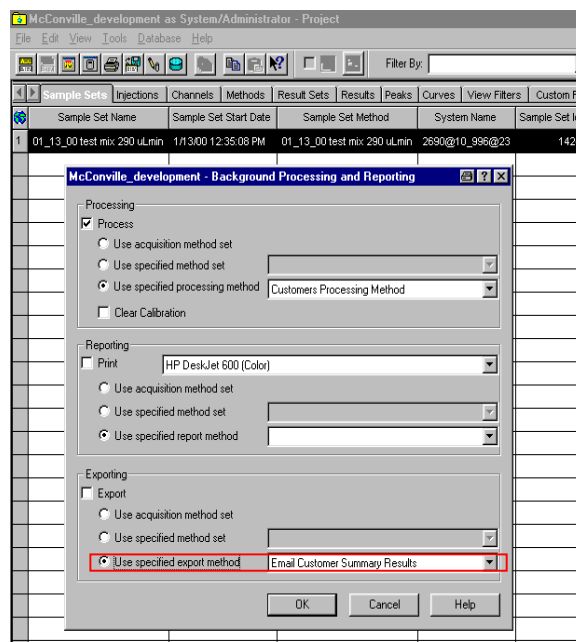 McConville_development as System/Administrator - Project
File Edit View Tools Database Help
Filter By:
Sample Sets Injections Channels Methods Result Sets Results Peaks Curves View Filters Custom F
Sample Set Name Sample Set Start Date Sample Set Method System Name Sample Set Id
1 01_13_00 test mix 290 uLmin 1/13/00 12:35:08 PM 01_13_00 test mix 290 uLmin 2690@10_996@23 142
McConville_development - Background Processing and Reporting
Processing
Process
Use acquisition method set
Use specified method set
Use specified processing method Customers Processing Method
Clear Calibration
Reporting
Print HP DeskJet 600 (Color)
Use acquisition method set
Use specified method set
Use specified report method
Exporting
Export
Use acquisition method set
Use specified method set
Use specified export method Email Customer Summary Results
OK Cancel Help